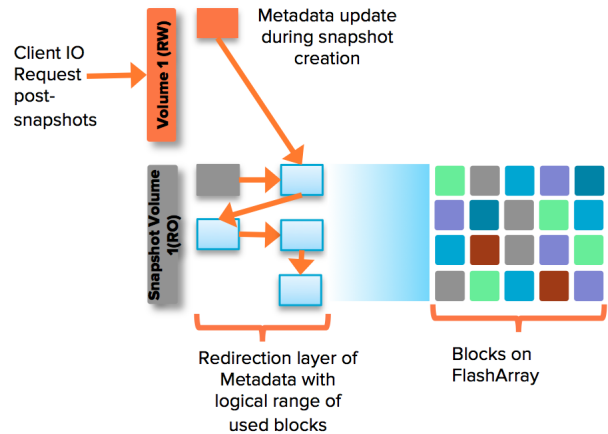 Metadata update
during snapshot
creation
Client IO
Request
post-
snapshots
Volume 1 (RW)
Snapshot Volume
1(RO)
Redirection layer of
Metadata with
logical range of
used blocks
Blocks on
FlashArray